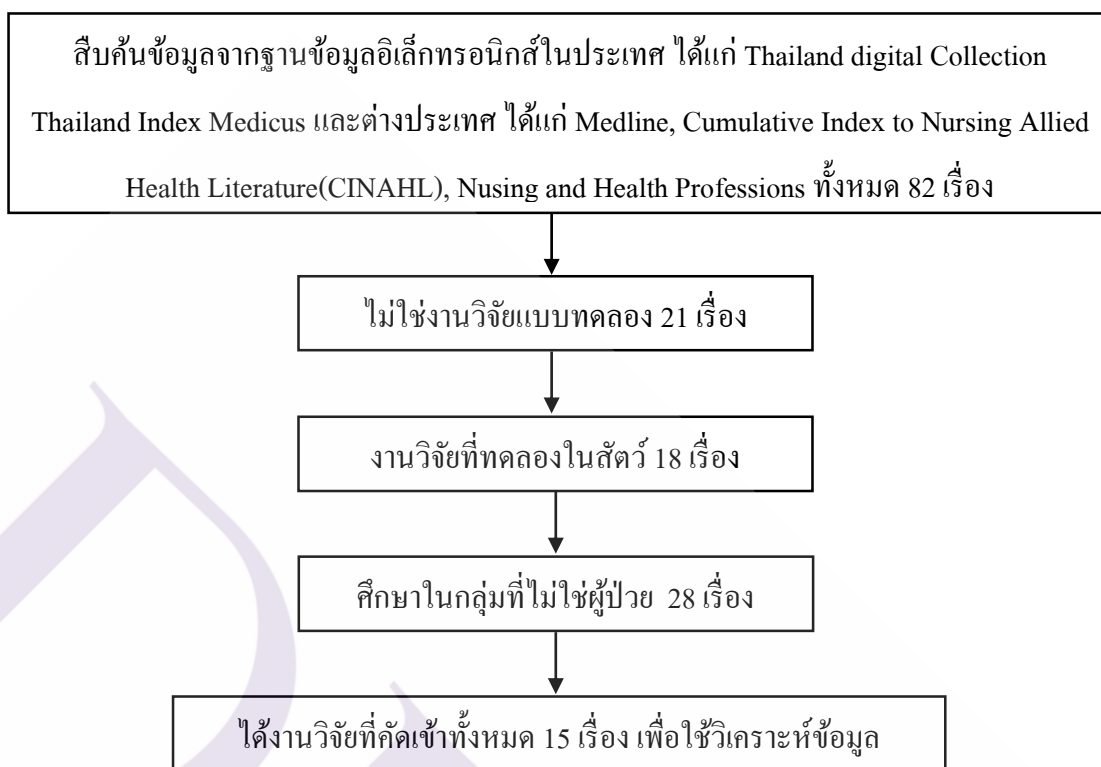 สืบค้นข้อมูลจากฐานข้อมูลอิเล็กทรอนิกส์ในประเทศ ได้แก่ Thailand digital Collection
Thailand Index Medicus และต่างประเทศ ได้แก่ Medline, Cumulative Index to Nursing Allied
Health Literature(CINAHL), Nusing and Health Professions ทั้งหมด 82 เรื่อง
ไม่ใช่งานวิจัยแบบทดลอง 21 เรื่อง
งานวิจัยที่ทดลองในสัตว์ 18 เรื่อง
ศึกษาในกลุ่มที่ไม่ใช่ผู้ป่วย 28 เรื่อง
ได้งานวิจัยที่คัดเข้าทั้งหมด 15 เรื่อง เพื่อใช้วิเคราะห์ข้อมูล